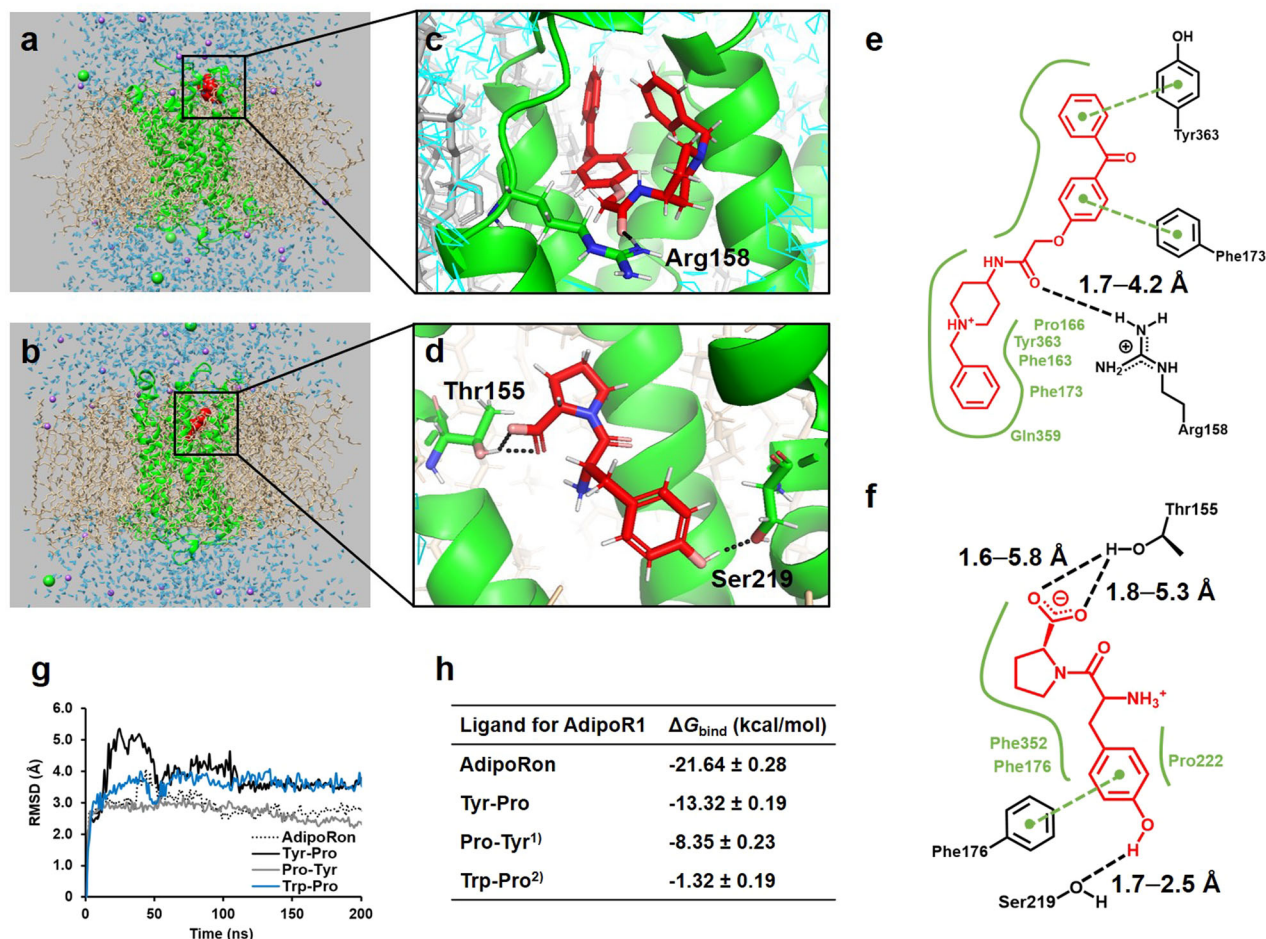 a
c
Arg158
b
d
Thr155
Ser219
e
OH
Tyr363
O
O
Phe173
HN
O
1.7–4.2 Å
HN+
H
H
N
+
NH2
NH
Pro166
Tyr363
Phe163
Phe173
Gln359
Arg158
f
Thr155
1.6–5.8 Å
H
O
1.8–5.3 Å
O
O
O
N
NH3+
Phe352
Phe176
Pro222
O
H
Phe176
1.7–2.5 Å
Ser219
O
H
g
6.0
5.0
4.0
3.0
2.0
1.0
0
RMSD (Å)
AdipoRon
Tyr-Pro
Pro-Tyr
Trp-Pro
0 50 100 150 200
Time (ns)
h
Ligand for AdipoR1 ΔGbind (kcal/mol)
AdipoRon -21.64 ± 0.28
Tyr-Pro -13.32 ± 0.19
Pro-Tyr1) -8.35 ± 0.23
Trp-Pro2) -1.32 ± 0.19